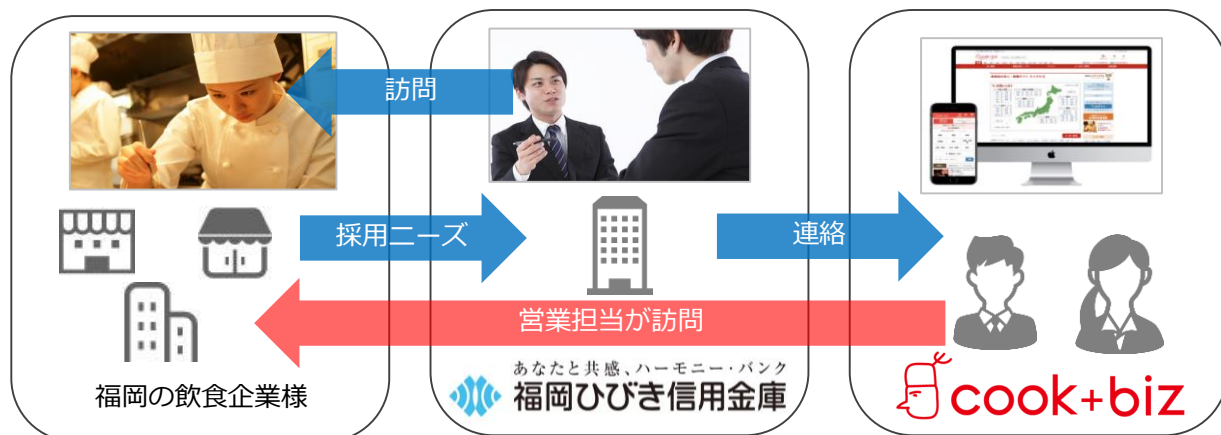 訪問
採用ニーズ
連絡
営業担当が訪問
福岡の飲食企業様
あなたと共感、ハーモニー・バンク
福岡ひびき信用金庫
cook+biz